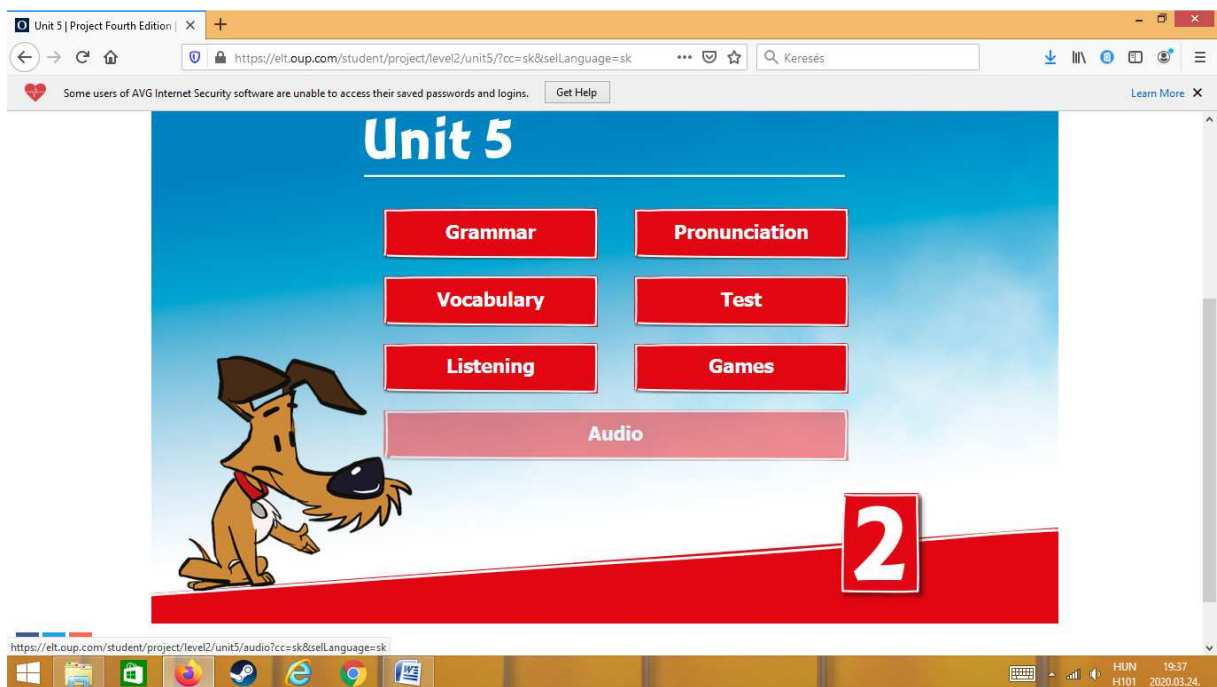 Unit 5 | Project Fourth Edition |
https://elt.oup.com/student/project/level2/unit5/?cc=sk&selLanguage=sk
Keresés
Some users of AVG Internet Security software are unable to access their saved passwords and logins.
Get Help
Learn More
Unit 5
Grammar
Pronunciation
Vocabulary
Test
Listening
Games
Audio
2
https://elt.oup.com/student/project/level2/unit5/audio?cc=sk&selLanguage=sk
HUN 19:37
H101 2020.03.24.